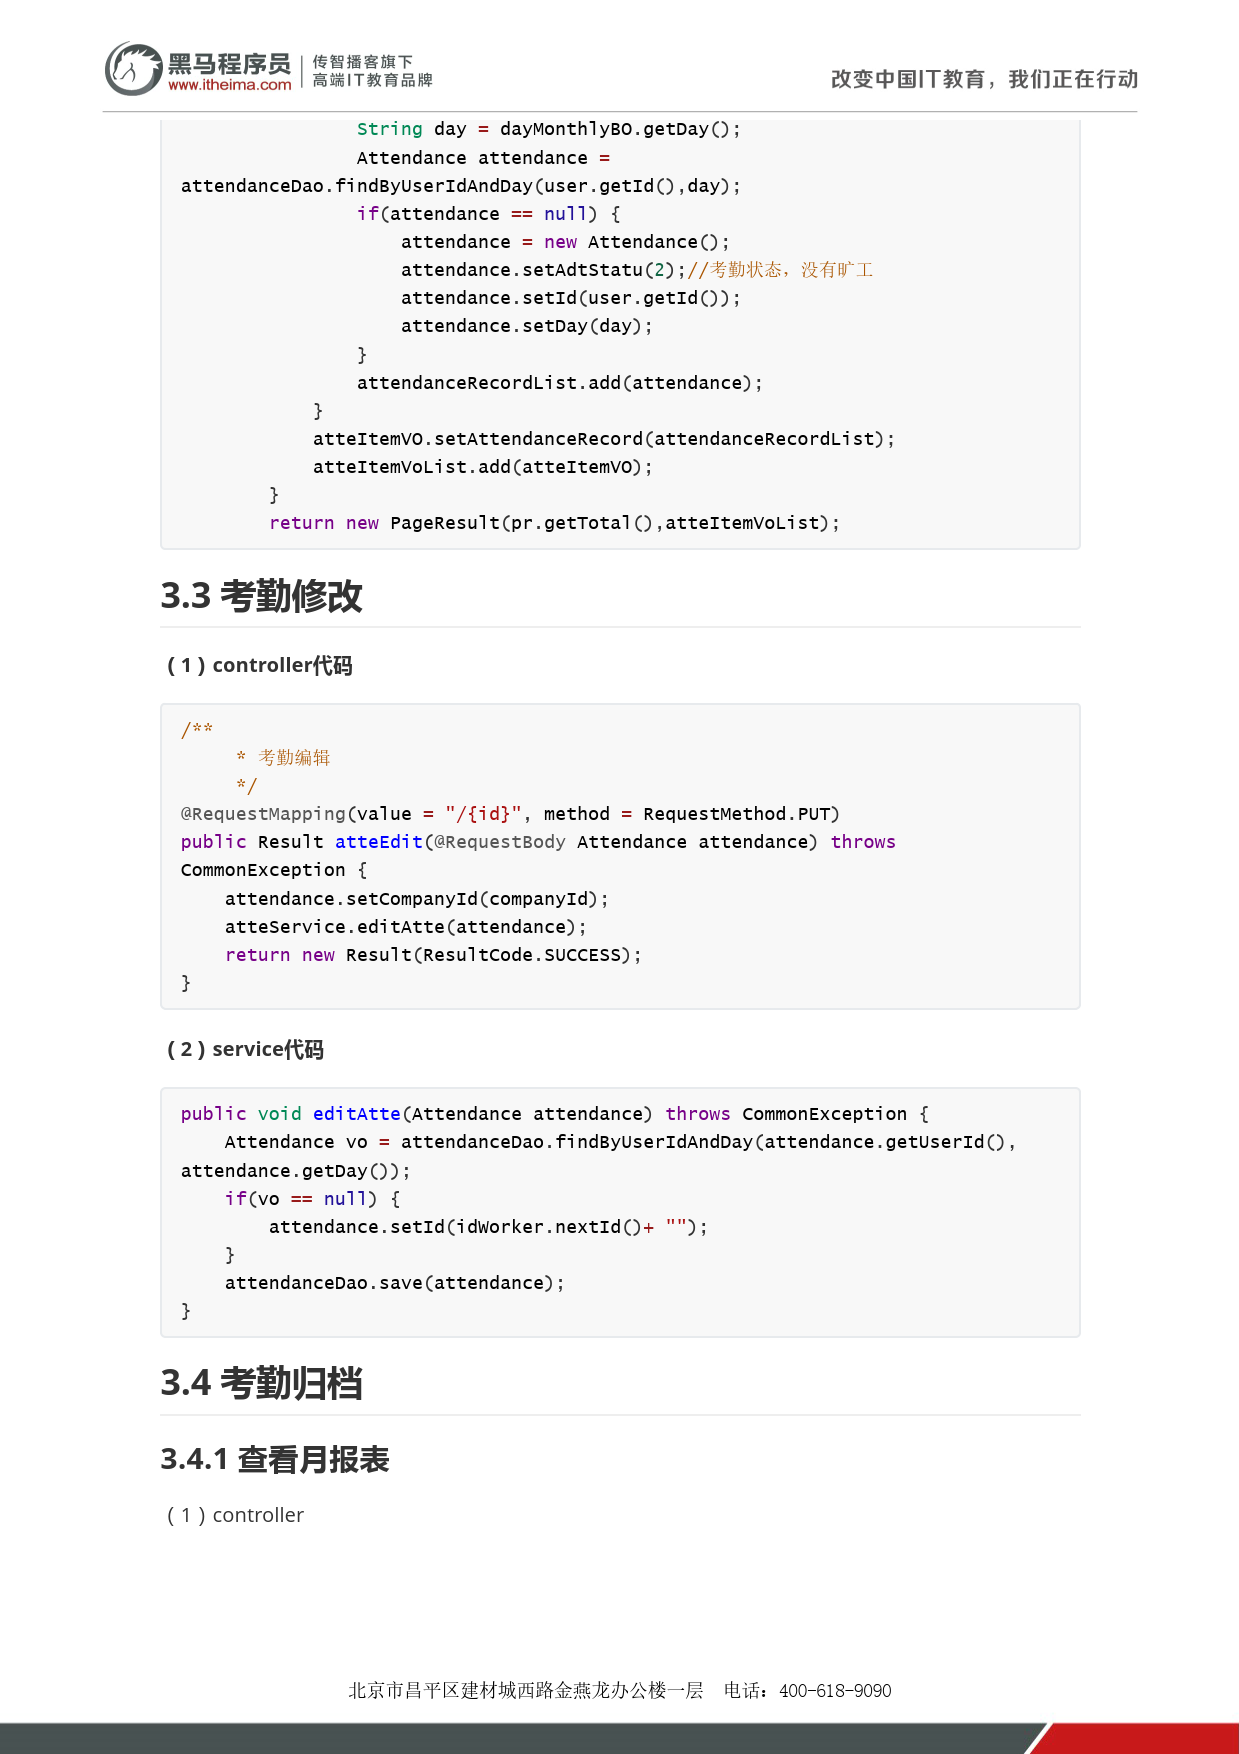 黑马程序员
www.itheima.com
传智播客旗下
高端IT教育品牌
改变中国IT教育，我们正在行动
                String day = dayMonthlyBO.getDay();
                Attendance attendance =
attendanceDao.findByUserIdAndDay(user.getId(),day);
                if(attendance == null) {
                    attendance = new Attendance();
                    attendance.setAdtStatu(2);//考勤状态，没有旷工
                    attendance.setId(user.getId());
                    attendance.setDay(day);
                }
                attendanceRecordList.add(attendance);
            }
            atteItemVO.setAttendanceRecord(attendanceRecordList);
            atteItemVoList.add(atteItemVO);
        }
        return new PageResult(pr.getTotal(),atteItemVoList);
3.3 考勤修改
（1）controller代码
/**
     * 考勤编辑
     */
@RequestMapping(value = "/{id}", method = RequestMethod.PUT)
public Result atteEdit(@RequestBody Attendance attendance) throws
CommonException {
    attendance.setCompanyId(companyId);
    atteService.editAtte(attendance);
    return new Result(ResultCode.SUCCESS);
}
（2）service代码
public void editAtte(Attendance attendance) throws CommonException {
    Attendance vo = attendanceDao.findByUserIdAndDay(attendance.getUserId(),
attendance.getDay());
    if(vo == null) {
        attendance.setId(idWorker.nextId()+ "");
    }
    attendanceDao.save(attendance);
}
3.4 考勤归档
3.4.1 查看月报表
（1）controller
北京市昌平区建材城西路金燕龙办公楼一层 电话：400-618-9090